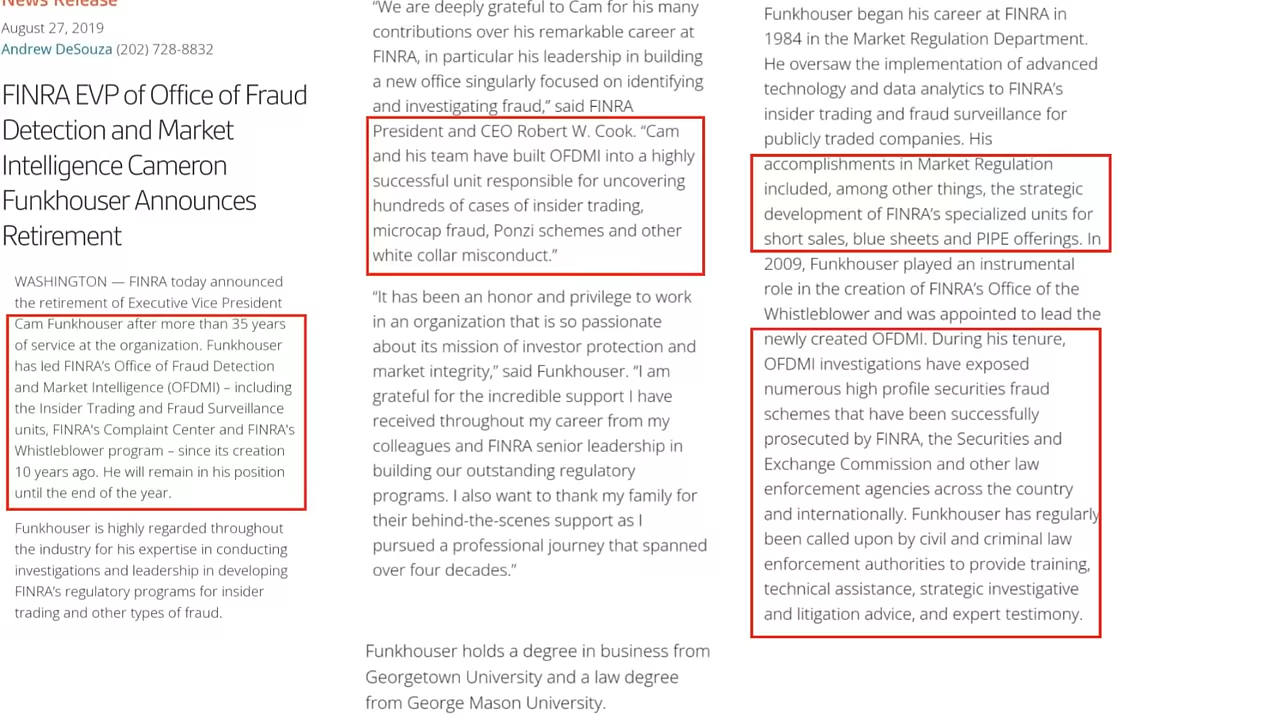 News Release
August 27, 2019
Andrew DeSouza (202) 728-8832
FINRA EVP of Office of Fraud
Detection and Market
Intelligence Cameron
Funkhouser Announces
Retirement
WASHINGTON — FINRA today announced
the retirement of Executive Vice President
Cam Funkhouser after more than 35 years
of service at the organization. Funkhouser
has led FINRA’s Office of Fraud Detection
and Market Intelligence (OFDMI) – including
the Insider Trading and Fraud Surveillance
units, FINRA's Complaint Center and FINRA's
Whistleblower program – since its creation
10 years ago. He will remain in his position
until the end of the year.
Funkhouser is highly regarded throughout
the industry for his expertise in conducting
investigations and leadership in developing
FINRA’s regulatory programs for insider
trading and other types of fraud.
“We are deeply grateful to Cam for his many
contributions over his remarkable career at
FINRA, in particular his leadership in building
a new office singularly focused on identifying
and investigating fraud,” said FINRA
President and CEO Robert W. Cook. “Cam
and his team have built OFDMI into a highly
successful unit responsible for uncovering
hundreds of cases of insider trading,
microcap fraud, Ponzi schemes and other
white collar misconduct.”
“It has been an honor and privilege to work
in an organization that is so passionate
about its mission of investor protection and
market integrity,” said Funkhouser. “I am
grateful for the incredible support I have
received throughout my career from my
colleagues and FINRA senior leadership in
building our outstanding regulatory
programs. I also want to thank my family for
their behind-the-scenes support as I
pursued a professional journey that spanned
over four decades.”
Funkhouser holds a degree in business from
Georgetown University and a law degree
from George Mason University.
Funkhouser began his career at FINRA in
1984 in the Market Regulation Department.
He oversaw the implementation of advanced
technology and data analytics to FINRA’s
insider trading and fraud surveillance for
publicly traded companies. His
accomplishments in Market Regulation
included, among other things, the strategic
development of FINRA’s specialized units for
short sales, blue sheets and PIPE offerings. In
2009, Funkhouser played an instrumental
role in the creation of FINRA’s Office of the
Whistleblower and was appointed to lead the
newly created OFDMI. During his tenure,
OFDMI investigations have exposed
numerous high profile securities fraud
schemes that have been successfully
prosecuted by FINRA, the Securities and
Exchange Commission and other law
enforcement agencies across the country
and internationally. Funkhouser has regularly
been called upon by civil and criminal law
enforcement authorities to provide training,
technical assistance, strategic investigative
and litigation advice, and expert testimony.